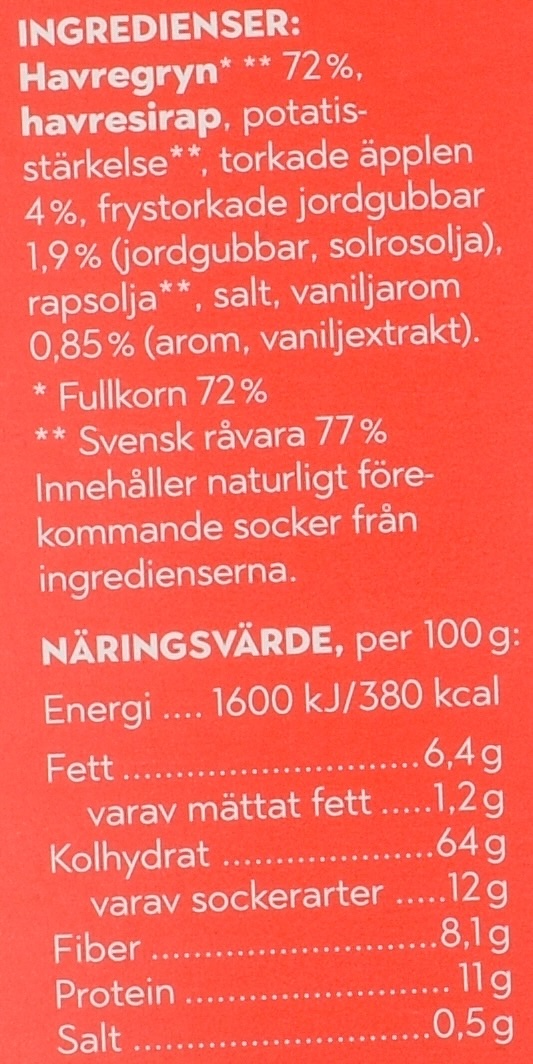 INGREDIENSER:
Havregryn* ** 72%,
havresirap, potatis-
stärkelse**, torkade äpplen
4%, frystorkade jordgubbar
1,9% (jordgubbar, solrosolja),
rapsolja**, salt, vaniljarom
0,85% (arom, vaniljextrakt).
* Fullkorn 72%
** Svensk råvara 77%
Innehåller naturligt före-
kommande socker från
ingredienserna.
NÄRINGSVÄRDE, per 100 g:
Energi .... 1600 kJ/380 kcal
Fett ..............................6,4 g
varav mättat fett .....1,2 g
Kolhydrat .....................64 g
varav sockerarter .....12 g
Fiber .............................8,1 g
Protein .......................... 11 g
Salt ...............................0,5 g